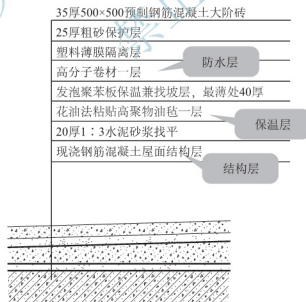 35厚500×500预制钢筋混凝土大阶砖
25厚粗砂保护层
塑料薄膜隔离层
防水层
高分子卷材一层
发泡聚苯板保温兼找坡层，最薄处40厚
花油法粘贴高聚物油毡一层
保温层
20厚1：3水泥砂浆找平
现浇钢筋混凝土屋面结构层
结构层